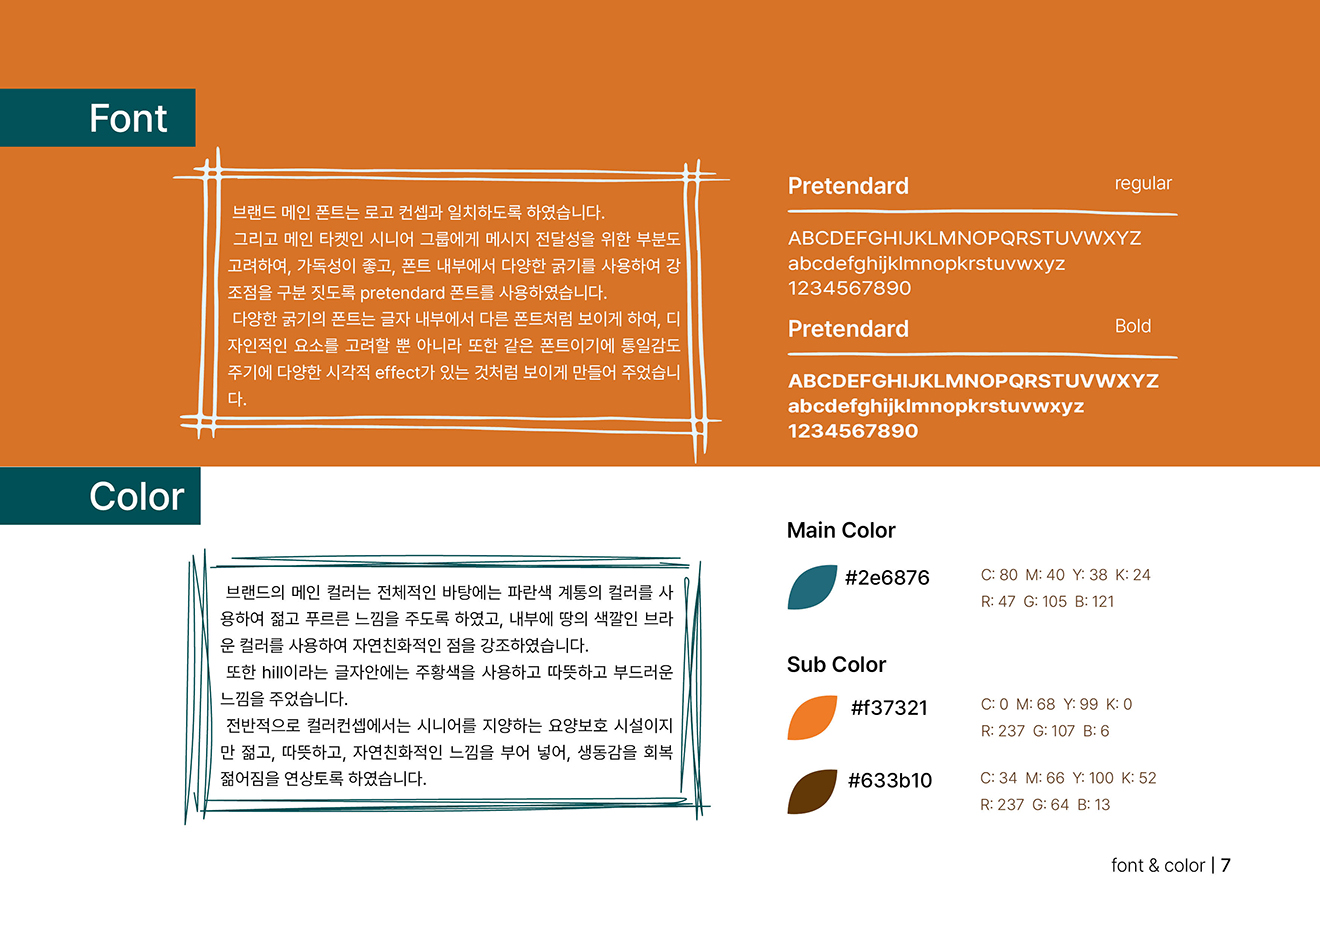 Font
브랜드 메인 폰트는 로고 컨셉과 일치하도록 하였습니다.
그리고 메인 타켓인 시니어 그룹에게 메시지 전달성을 위한 부분도
고려하여, 가독성이 좋고, 폰트 내부에서 다양한 굵기를 사용하여 강
조점을 구분 짓도록 pretendard 폰트를 사용하였습니다.
다양한 굵기의 폰트는 글자 내부에서 다른 폰트처럼 보이게 하여, 디
자인적인 요소를 고려할 뿐 아니라 또한 같은 폰트이기에 통일감도
주기에 다양한 시각적 effect가 있는 것처럼 보이게 만들어 주었습니
다.
Pretendard regular
ABCDEFGHIJKLMNOPQRSTUVWXYZ
abcdefghijklmnopkrstuvwxyz
1234567890
Pretendard Bold
ABCDEFGHIJKLMNOPQRSTUVWXYZ
abcdefghijklmnopkrstuvwxyz
1234567890
Color
브랜드의 메인 컬러는 전체적인 바탕에는 파란색 계통의 컬러를 사
용하여 젊고 푸르른 느낌을 주도록 하였고, 내부에 땅의 색깔인 브라
운 컬러를 사용하여 자연친화적인 점을 강조하였습니다.
또한 hill이라는 글자안에는 주황색을 사용하고 따뜻하고 부드러운
느낌을 주었습니다.
전반적으로 컬러컨셉에서는 시니어를 지양하는 요양보호 시설이지
만 젊고, 따뜻하고, 자연친화적인 느낌을 부어 넣어, 생동감을 회복
젊어짐을 연상토록 하였습니다.
Main Color
#2e6876 C: 80 M: 40 Y: 38 K: 24
R: 47 G: 105 B: 121
Sub Color
#f37321 C: 0 M: 68 Y: 99 K: 0
R: 237 G: 107 B: 6
#633b10 C: 34 M: 66 Y: 100 K: 52
R: 237 G: 64 B: 13
font & color | 7